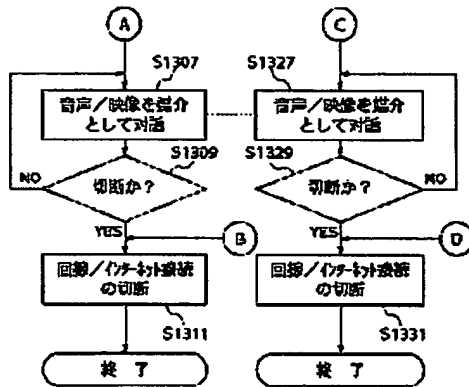 A
C
S1307
S1327
音声／映像を媒介
として対話
音声／映像を媒介
として対話
S1309
S1329
NO
切断か？
切断か？
NO
YES
B
YES
D
回線／インターネット接続
の切断
回線／インターネット接続
の切断
S1311
S1331
終 了
終 了